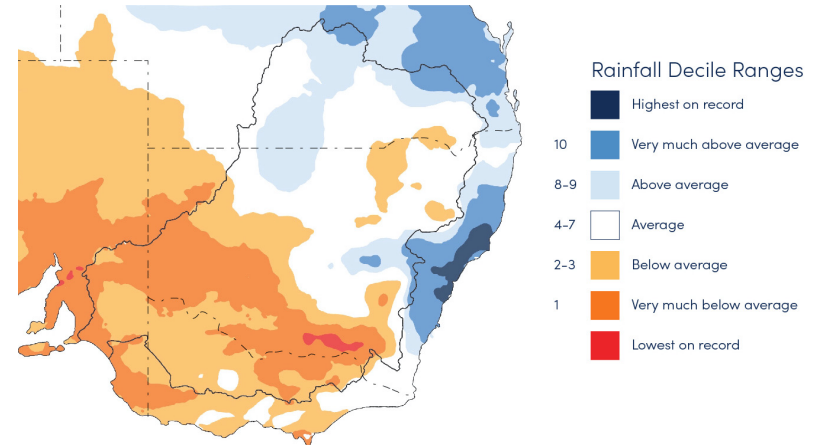 Rainfall Decile Ranges
Highest on record
10 Very much above average
8–9 Above average
4–7 Average
2–3 Below average
1 Very much below average
Lowest on record